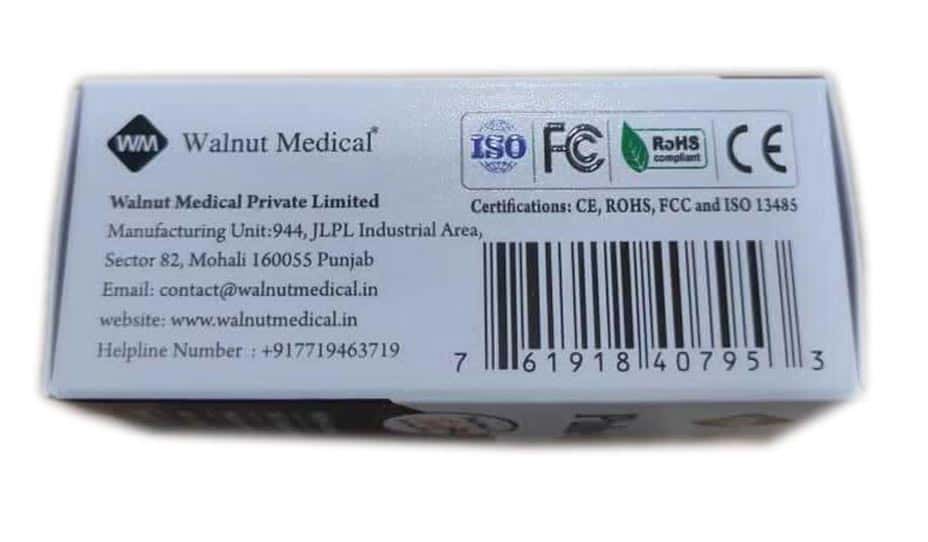 WM Walnut Medical®
Walnut Medical Private Limited
Manufacturing Unit:944, JLPL Industrial Area,
Sector 82, Mohali 160055 Punjab
Email: contact@walnutmedical.in
website: www.walnutmedical.in
Helpline Number : +917719463719
ISO FC RoHS compliant CE
Certifications: CE, ROHS, FCC and ISO 13485
7 61918 40795 3